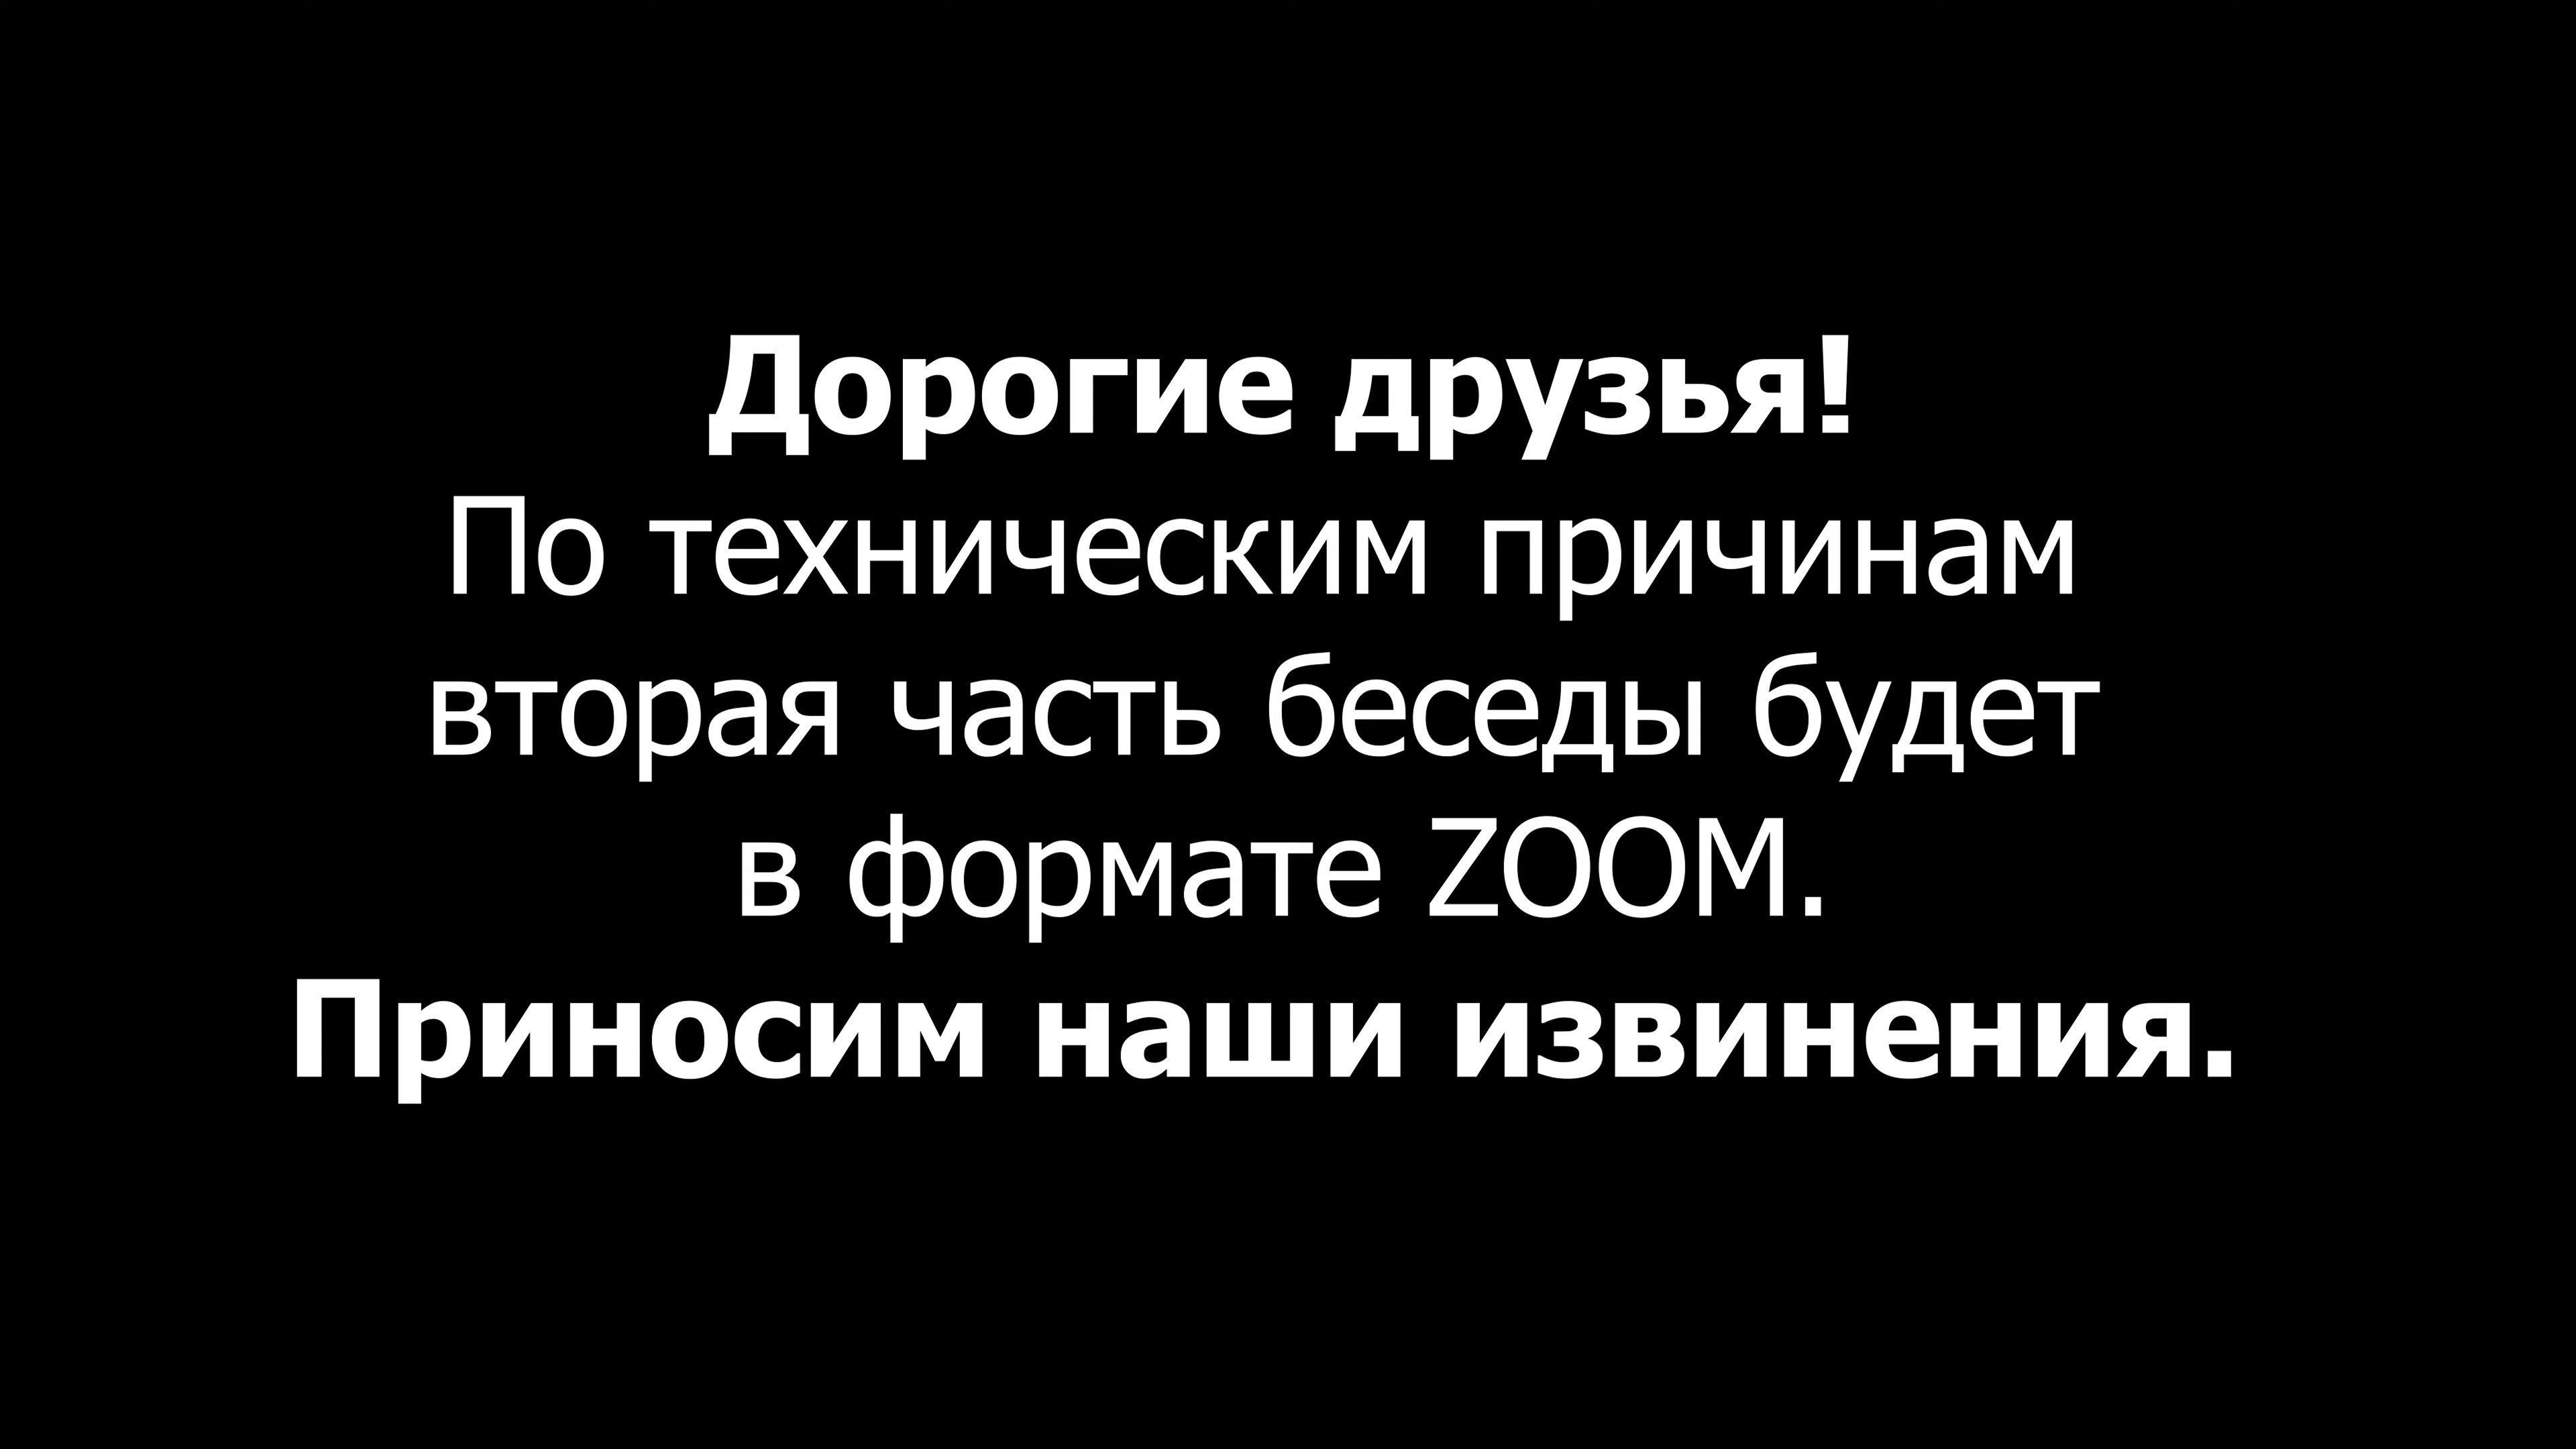 Дорогие друзья!
По техническим причинам
вторая часть беседы будет
в формате ZOOM.
Приносим наши извинения.